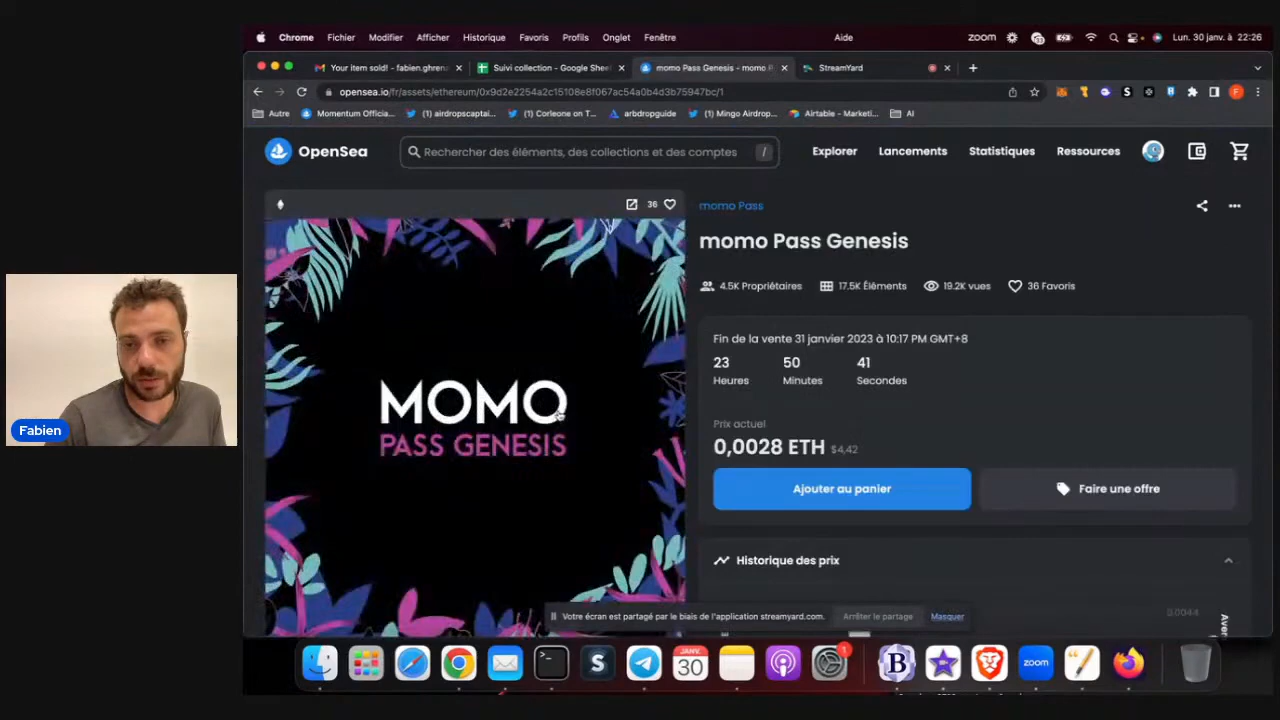 Chrome Fichier Modifier Afficher Historique Favoris Profils Onglet Fenêtre Aide zoom Lun. 30 janv. à 22:26
Your item sold! - fabien.ghren Suivi collection - Google Sheet momo Pass Genesis - momo P StreamYard
opensea.io/fr/assets/ethereum/0x9d2e2254a2c15108e8f067ac54a0b4d3b75947bc/1
Autre Momentum Officia... (1) airdropscaptai... (1) Corleone on T... arbdropguide (1) Mingo Airdrop... Airtable - Marketi... AI
OpenSea Rechercher des éléments, des collections et des comptes / Explorer Lancements Statistiques Ressources
36
momo Pass
momo Pass Genesis
4.5K Propriétaires 17.5K Éléments 19.2K vues 36 Favoris
Fin de la vente 31 janvier 2023 à 10:17 PM GMT+8
23 50 41
Heures Minutes Secondes
Prix actuel
0,0028 ETH $4,42
Ajouter au panier Faire une offre
Historique des prix
0.0044
MOMO
PASS GENESIS
Fabien
Votre écran est partagé par le biais de l'application streamyard.com. Arrêter le partage Masquer
JANV.
30
S
1
B
zoom